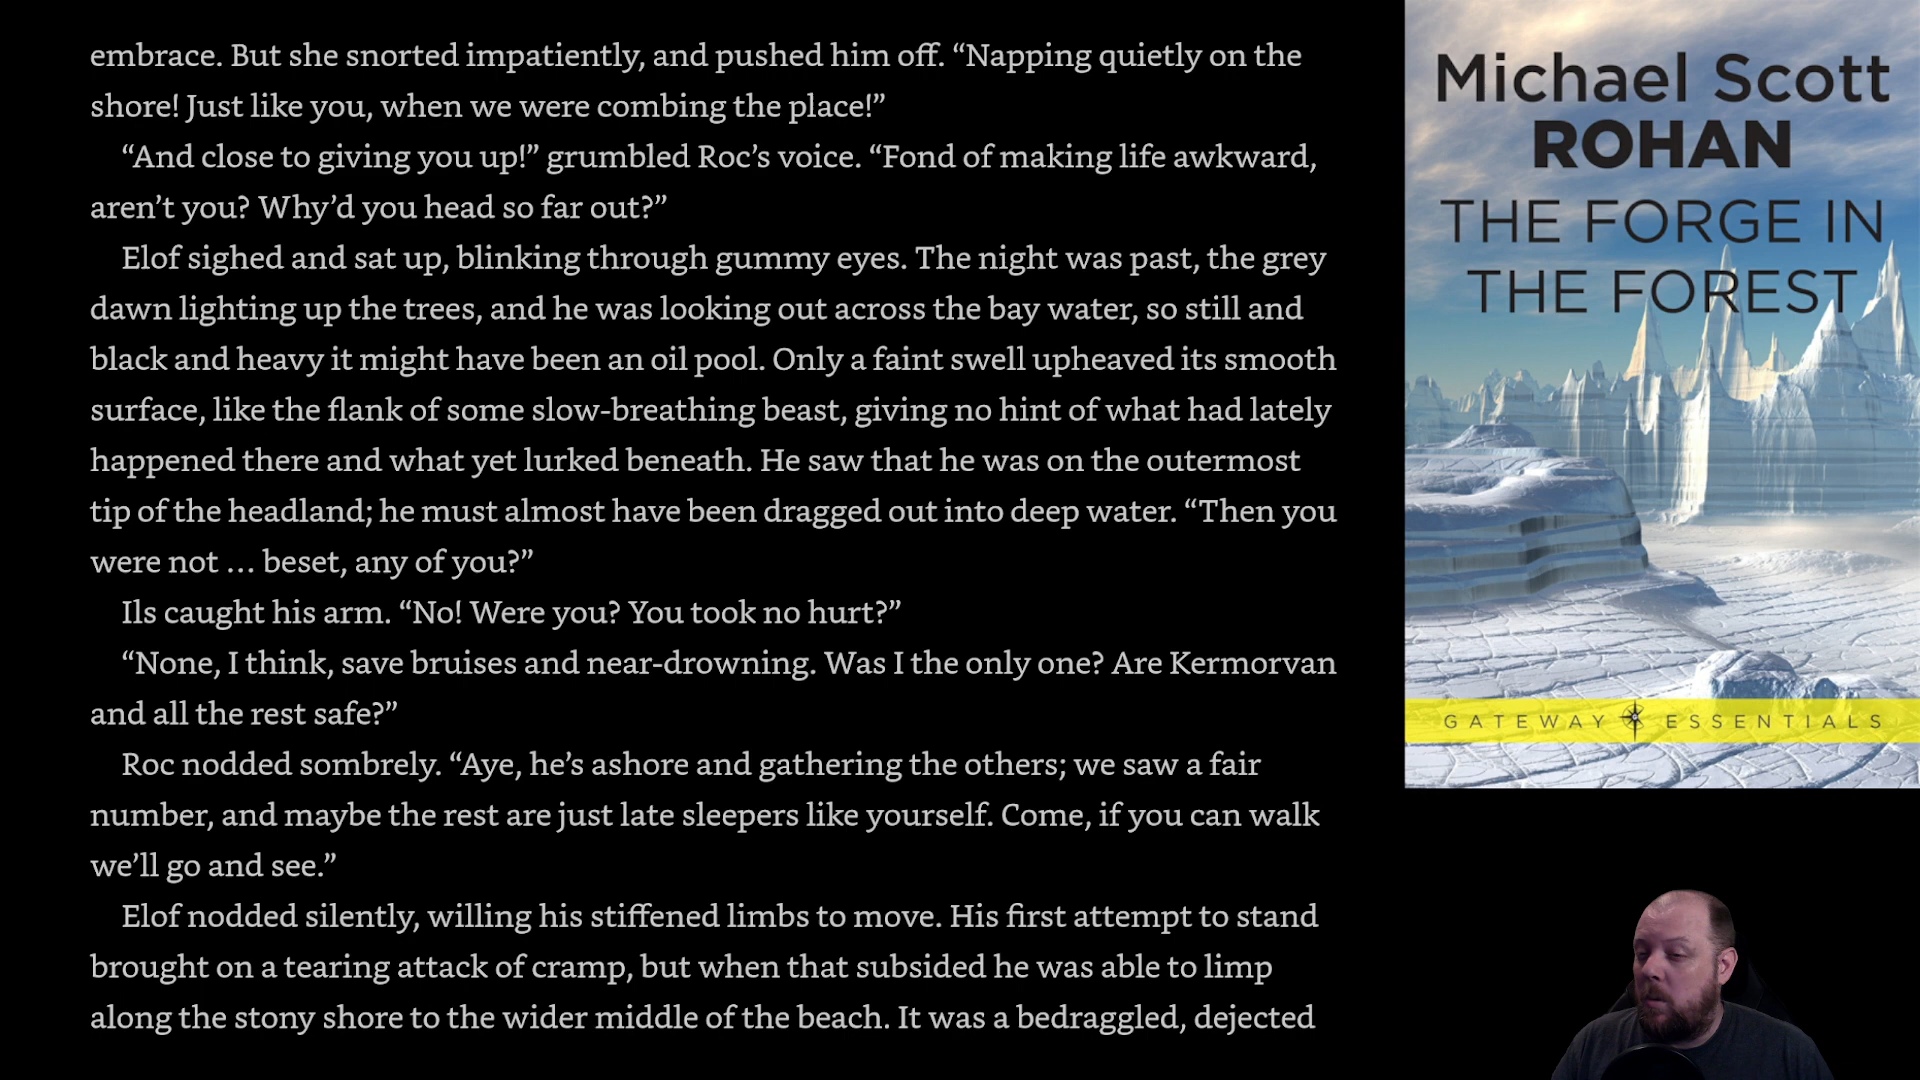 embrace. But she snorted impatiently, and pushed him off. “Napping quietly on the
shore! Just like you, when we were combing the place!”
“And close to giving you up!” grumbled Roc’s voice. “Fond of making life awkward,
aren’t you? Why’d you head so far out?”
Elof sighed and sat up, blinking through gummy eyes. The night was past, the grey
dawn lighting up the trees, and he was looking out across the bay water, so still and
black and heavy it might have been an oil pool. Only a faint swell upheaved its smooth
surface, like the flank of some slow-breathing beast, giving no hint of what had lately
happened there and what yet lurked beneath. He saw that he was on the outermost
tip of the headland; he must almost have been dragged out into deep water. “Then you
were not … beset, any of you?”
Ils caught his arm. “No! Were you? You took no hurt?”
“None, I think, save bruises and near-drowning. Was I the only one? Are Kermorvan
and all the rest safe?”
Roc nodded sombrely. “Aye, he’s ashore and gathering the others; we saw a fair
number, and maybe the rest are just late sleepers like yourself. Come, if you can walk
we’ll go and see.”
Elof nodded silently, willing his stiffened limbs to move. His first attempt to stand
brought on a tearing attack of cramp, but when that subsided he was able to limp
along the stony shore to the wider middle of the beach. It was a bedraggled, dejected
Michael Scott
ROHAN
THE FORGE IN
THE FOREST
GATEWAY ESSENTIALS